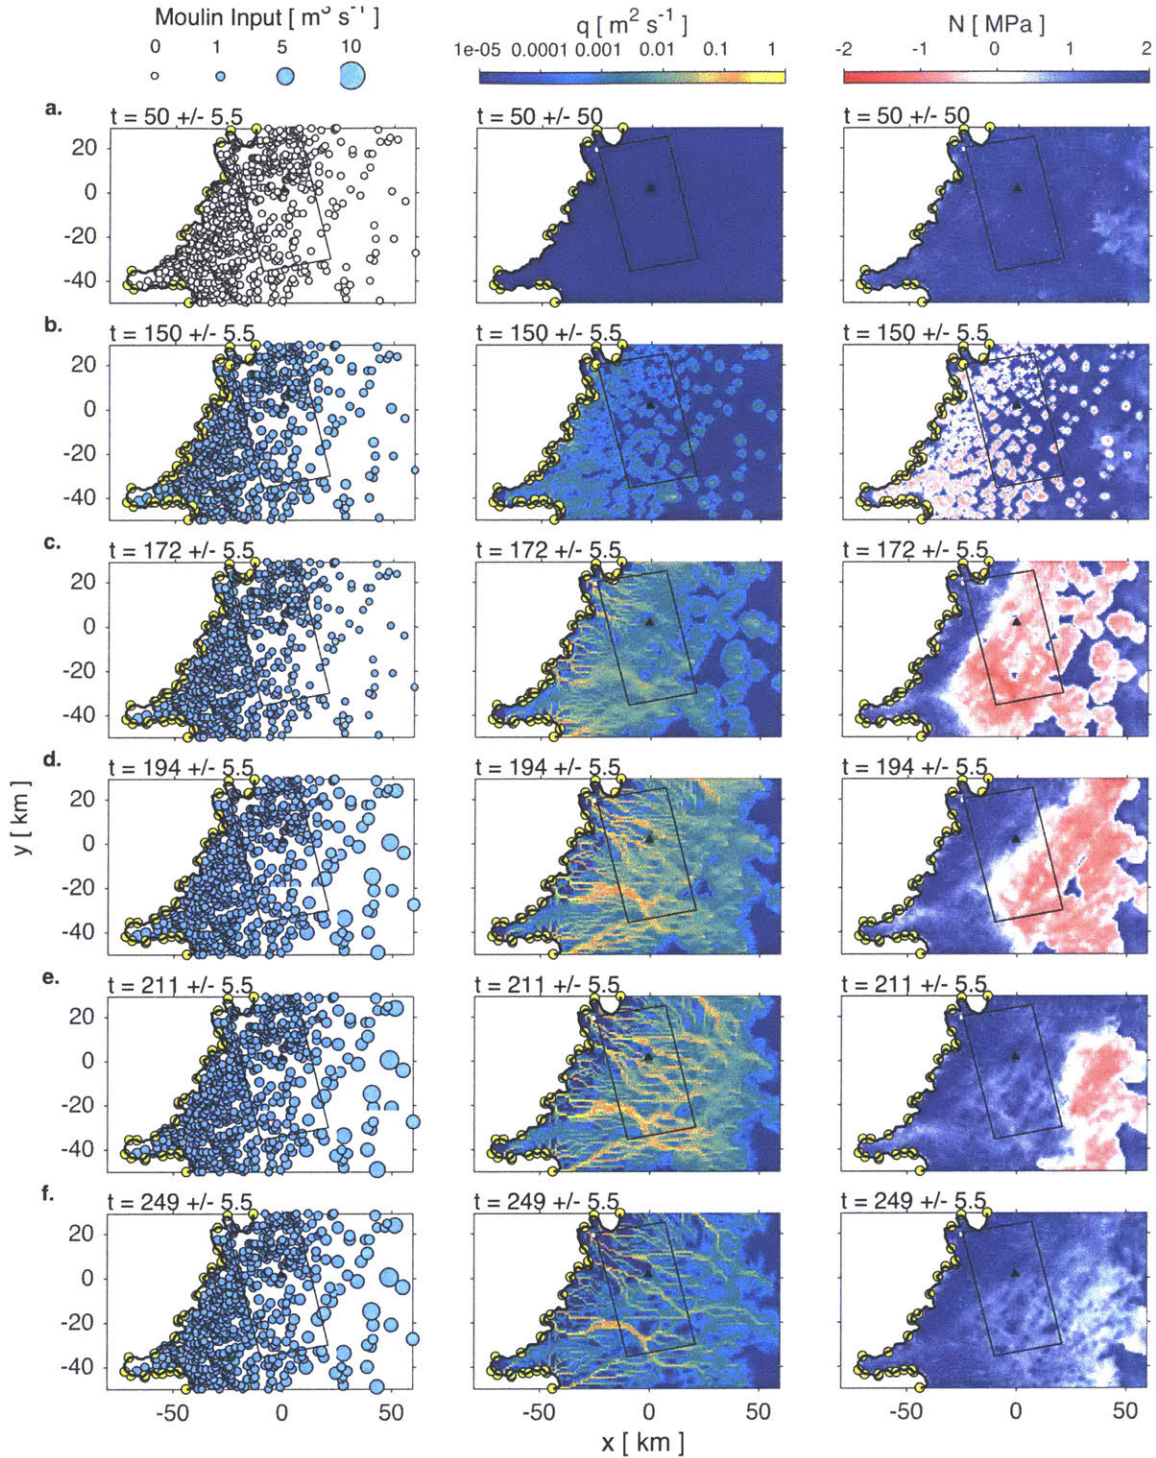 Moulin Input [ m³ s⁻¹ ]
0 1 5 10
q [ m² s⁻¹ ]
1e-05 0.0001 0.001 0.01 0.1 1
N [ MPa ]
-2 0 1 2
a.
t = 50 +/- 5.5
t = 50 +/- 50
t = 50 +/- 50
20
0
-20
-40
b.
t = 150 +/- 5.5
t = 150 +/- 5.5
t = 150 +/- 5.5
20
0
-20
-40
c.
t = 172 +/- 5.5
t = 172 +/- 5.5
t = 172 +/- 5.5
20
0
-20
-40
d.
t = 194 +/- 5.5
t = 194 +/- 5.5
t = 194 +/- 5.5
20
0
-20
-40
y [ km ]
e.
t = 211 +/- 5.5
t = 211 +/- 5.5
t = 211 +/- 5.5
20
0
-20
-40
f.
t = 249 +/- 5.5
t = 249 +/- 5.5
t = 249 +/- 5.5
20
0
-20
-40
-50 0 50
-50 0 50
-50 0 50
x [ km ]